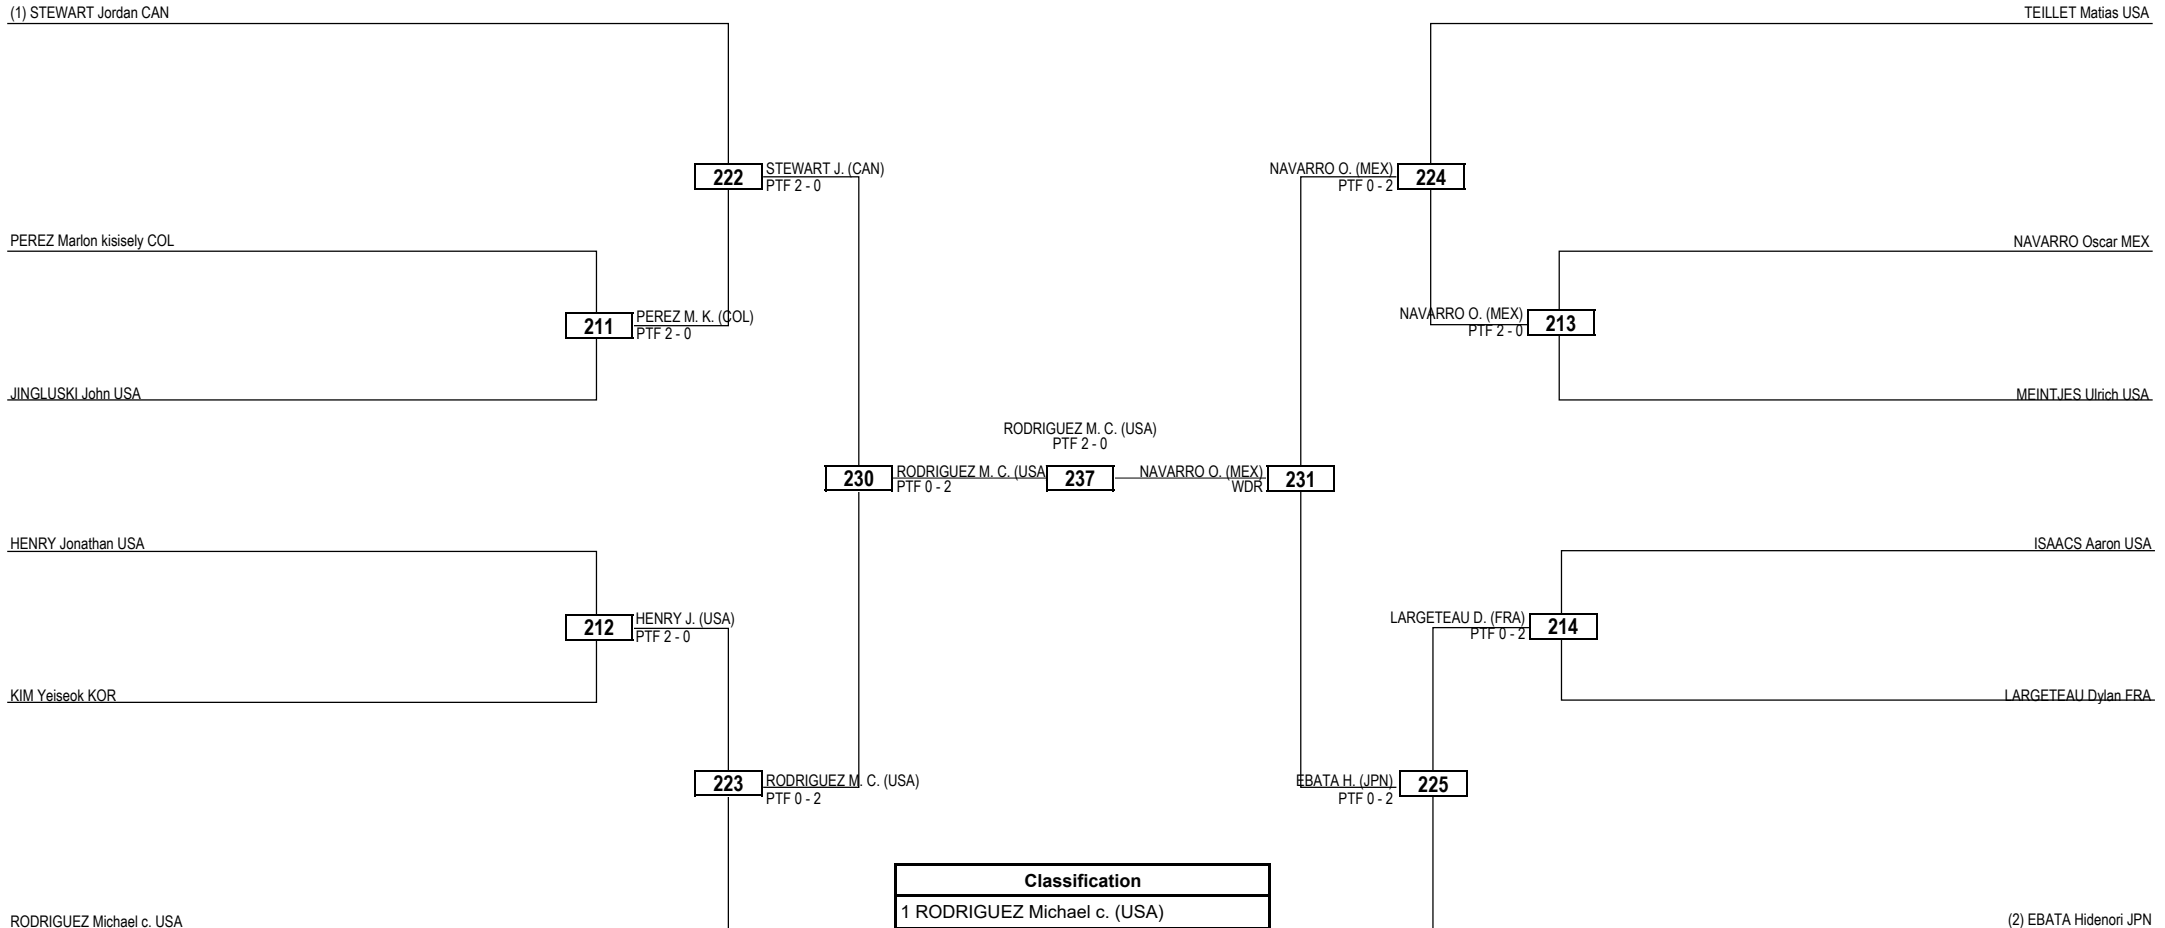 (1) STEWART Jordan CAN
TEILLET Matias USA
222
STEWART J. (CAN)
PTF 2 - 0
NAVARRO O. (MEX)
PTF 0 - 2
224
PEREZ Marlon kisisely COL
NAVARRO Oscar MEX
211
PEREZ M. K. (COL)
PTF 2 - 0
NAVARRO O. (MEX)
PTF 2 - 0
213
JINGLUSKI John USA
MEINTJES Ulrich USA
RODRIGUEZ M. C. (USA)
PTF 2 - 0
230
RODRIGUEZ M. C. (USA
PTF 0 - 2
237
NAVARRO O. (MEX)
WDR
231
HENRY Jonathan USA
ISAACS Aaron USA
212
HENRY J. (USA)
PTF 2 - 0
LARGETEAU D. (FRA)
PTF 0 - 2
214
KIM Yeiseok KOR
LARGETEAU Dylan FRA
223
RODRIGUEZ M. C. (USA)
PTF 0 - 2
EBATA H. (JPN)
PTF 0 - 2
225
Classification
1 RODRIGUEZ Michael c. (USA)
RODRIGUEZ Michael c. USA
(2) EBATA Hidenori JPN